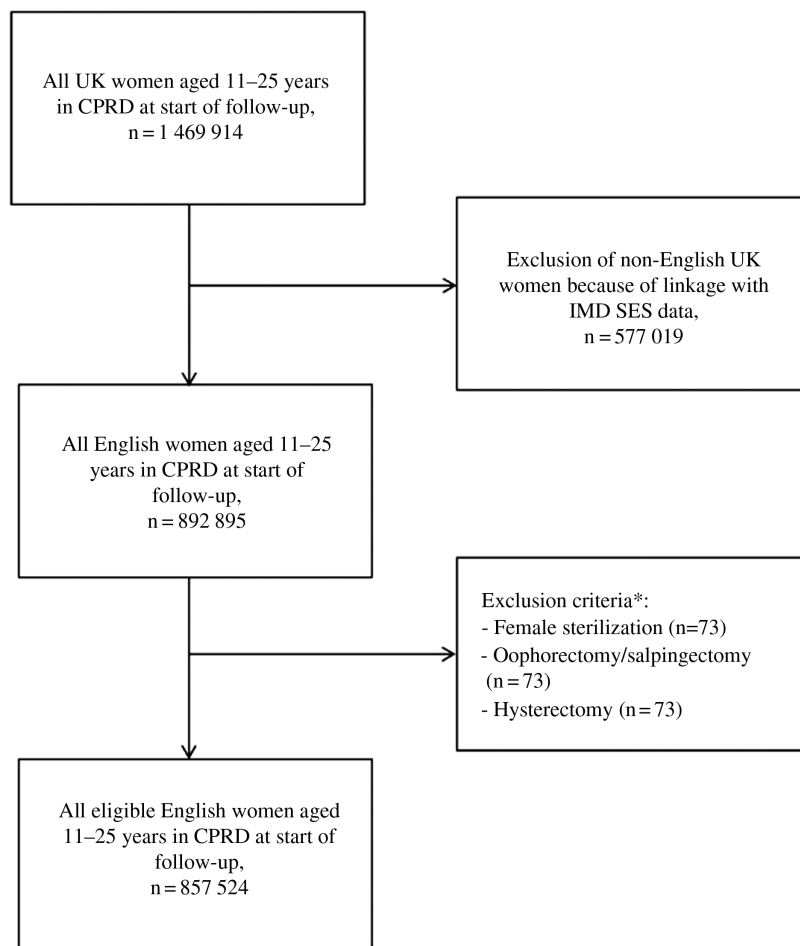 All UK women aged 11–25 years
in CPRD at start of follow-up,
n = 1 469 914
Exclusion of non-English UK
women because of linkage with
IMD SES data,
n = 577 019
All English women aged 11–25
years in CPRD at start of
follow-up,
n = 892 895
Exclusion criteria*:
- Female sterilization (n=73)
- Oophorectomy/salpingectomy
(n = 73)
- Hysterectomy (n = 73)
All eligible English women aged
11–25 years in CPRD at start of
follow-up,
n = 857 524